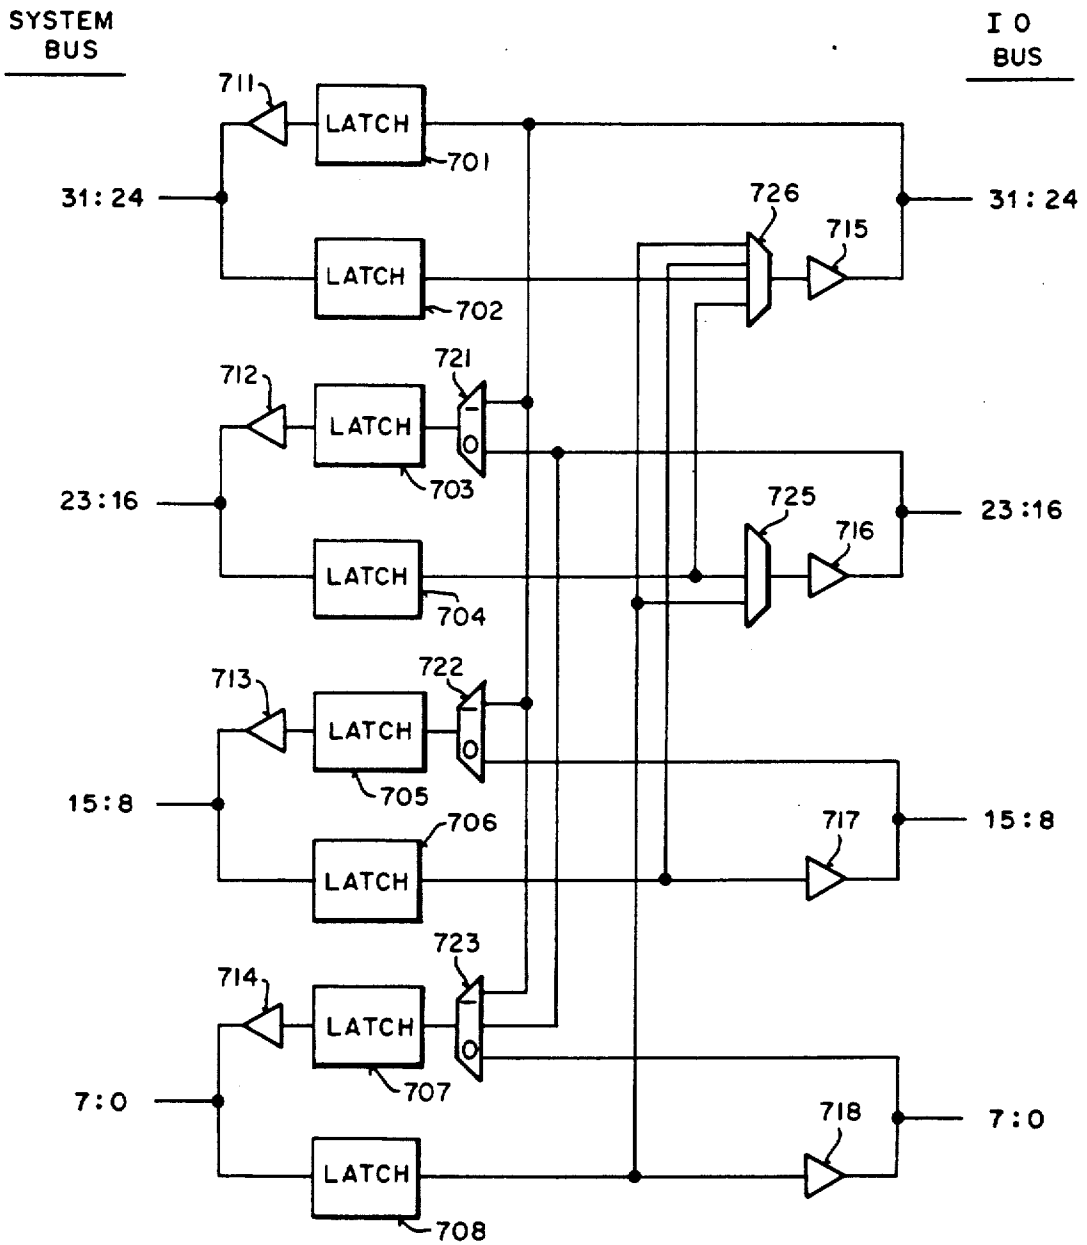 SYSTEM
BUS
I O
BUS
711
LATCH
701
31:24
31:24
726
715
LATCH
702
721
712
LATCH
1
0
703
23:16
23:16
725
716
LATCH
704
722
713
LATCH
1
0
705
15:8
15:8
706
717
LATCH
723
714
LATCH
1
0
707
7:0
7:0
718
LATCH
708